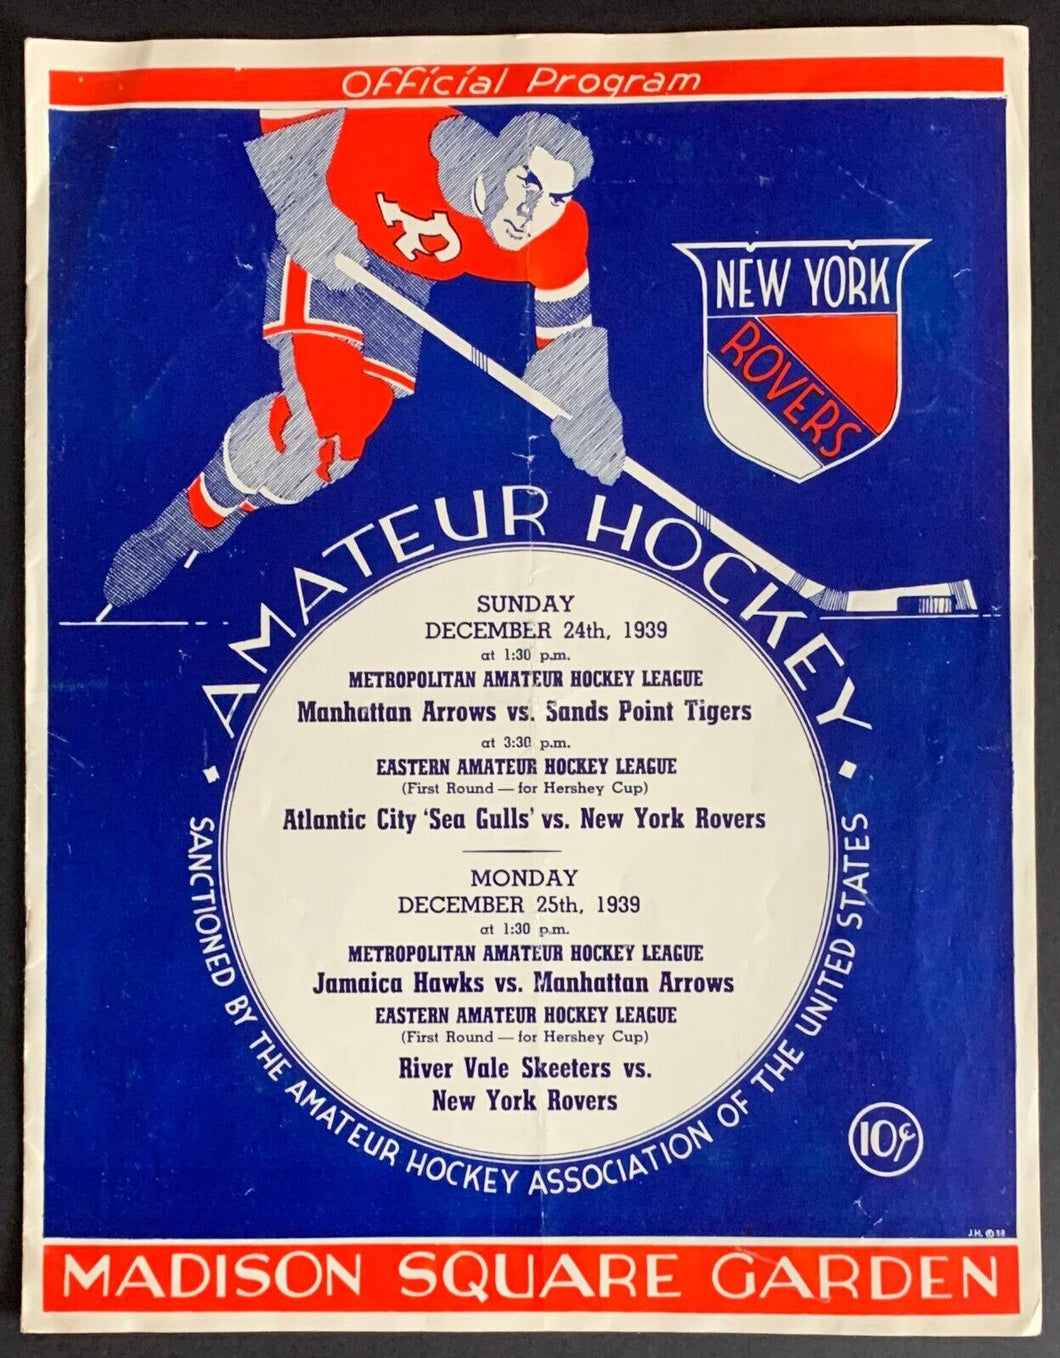 Official Program
NEW YORK
ROVERS
AMATEUR HOCKEY
SUNDAY
DECEMBER 24th, 1939
at 1:30 p.m.
METROPOLITAN AMATEUR HOCKEY LEAGUE
Manhattan Arrows vs. Sands Point Tigers
at 3:30 p.m.
EASTERN AMATEUR HOCKEY LEAGUE
(First Round — for Hershey Cup)
Atlantic City 'Sea Gulls' vs. New York Rovers
MONDAY
DECEMBER 25th, 1939
at 1:30 p.m.
METROPOLITAN AMATEUR HOCKEY LEAGUE
Jamaica Hawks vs. Manhattan Arrows
EASTERN AMATEUR HOCKEY LEAGUE
(First Round — for Hershey Cup)
River Vale Skeeters vs.
New York Rovers
SANCTIONED BY THE AMATEUR HOCKEY ASSOCIATION OF THE UNITED STATES
10¢
J.H. © 38
MADISON SQUARE GARDEN